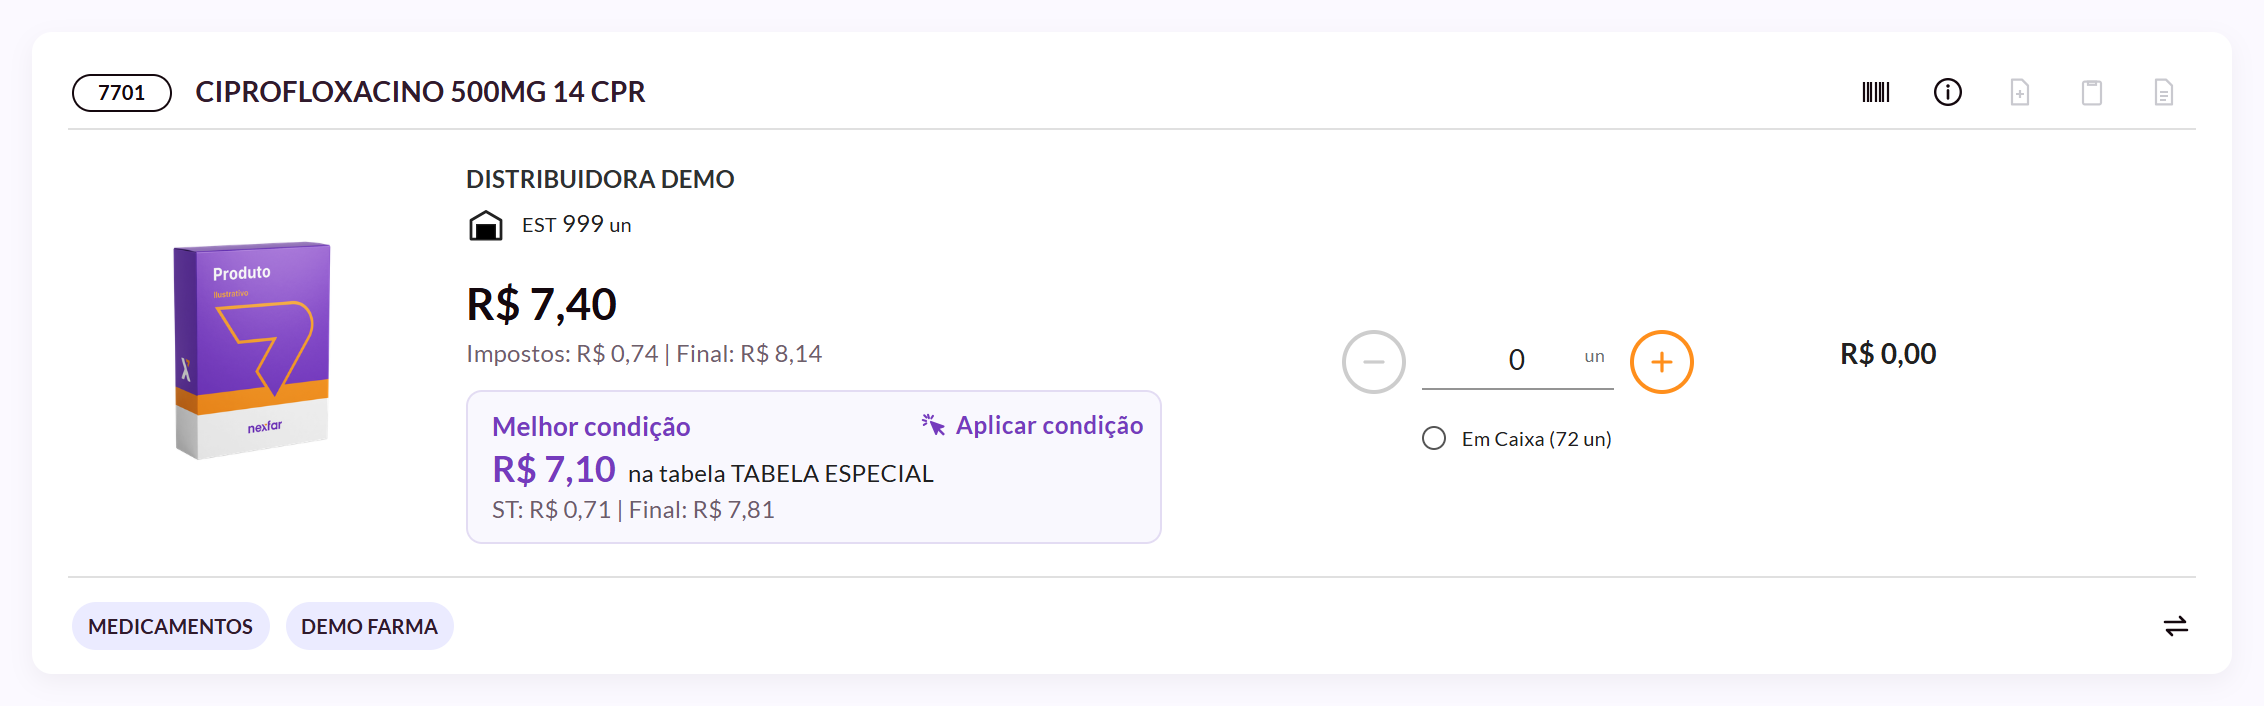 7701
CIPROFLOXACINO 500MG 14 CPR
Produto
Ilustrativo
nexfar
DISTRIBUIDORA DEMO
EST 999 un
R$ 7,40
Impostos: R$ 0,74 | Final: R$ 8,14
Melhor condição
Aplicar condição
R$ 7,10 na tabela TABELA ESPECIAL
ST: R$ 0,71 | Final: R$ 7,81
0 un
R$ 0,00
Em Caixa (72 un)
MEDICAMENTOS
DEMO FARMA